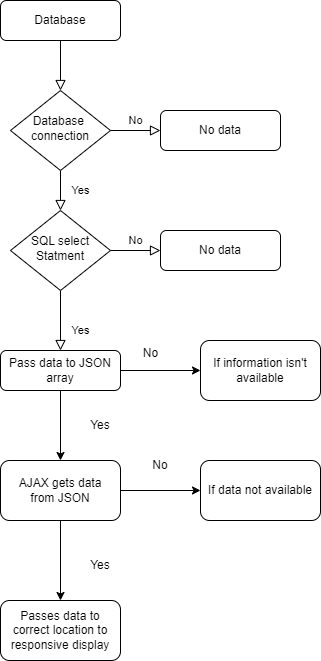 Database
Database
connection
No
No data
Yes
SQL select
Statment
No
No data
Yes
Pass data to JSON
array
No
If information isn't
available
Yes
AJAX gets data
from JSON
No
If data not available
Yes
Passes data to
correct location to
responsive display